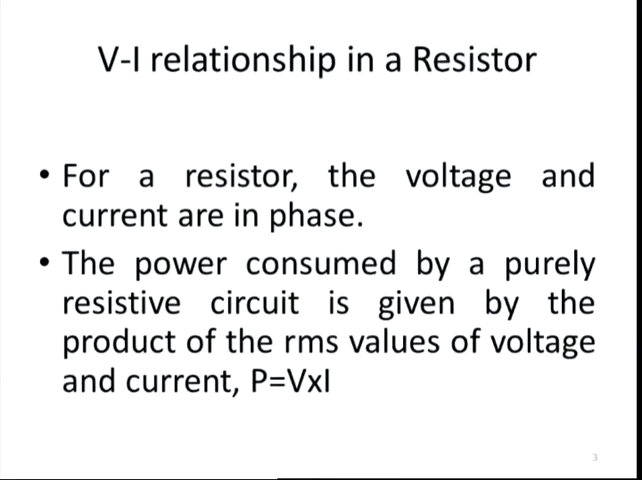 V-I relationship in a Resistor
• For a resistor, the voltage and
current are in phase.
• The power consumed by a purely
resistive circuit is given by the
product of the rms values of voltage
and current, P=VxI
3